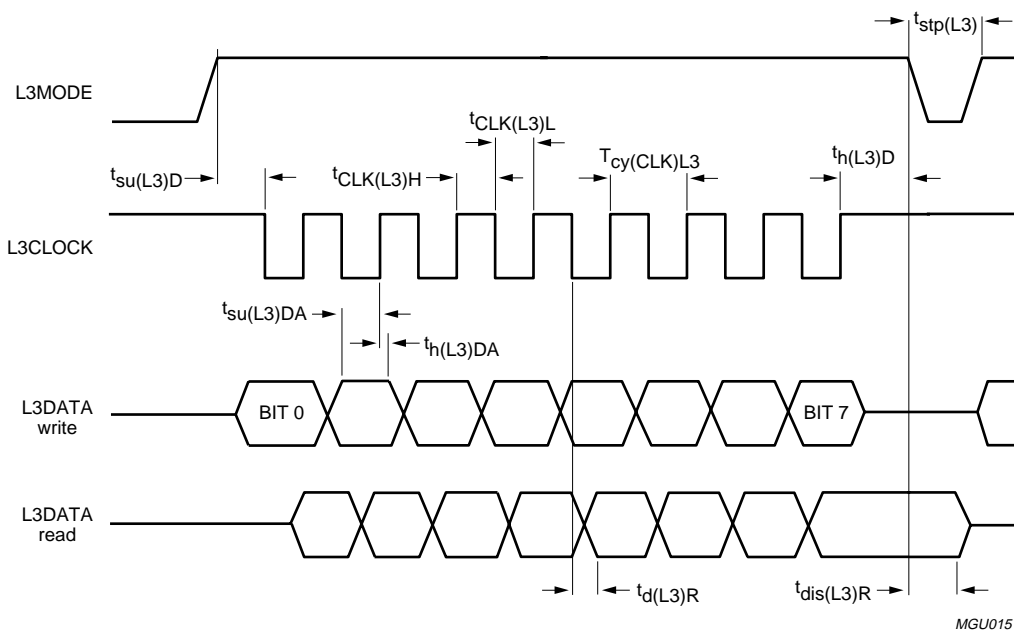 tstp(L3)
L3MODE
tCLK(L3)L
tsu(L3)D
tCLK(L3)H
Tcy(CLK)L3
th(L3)D
L3CLOCK
tsu(L3)DA
th(L3)DA
L3DATA
write
BIT 0
BIT 7
L3DATA
read
td(L3)R
tdis(L3)R
MGU015